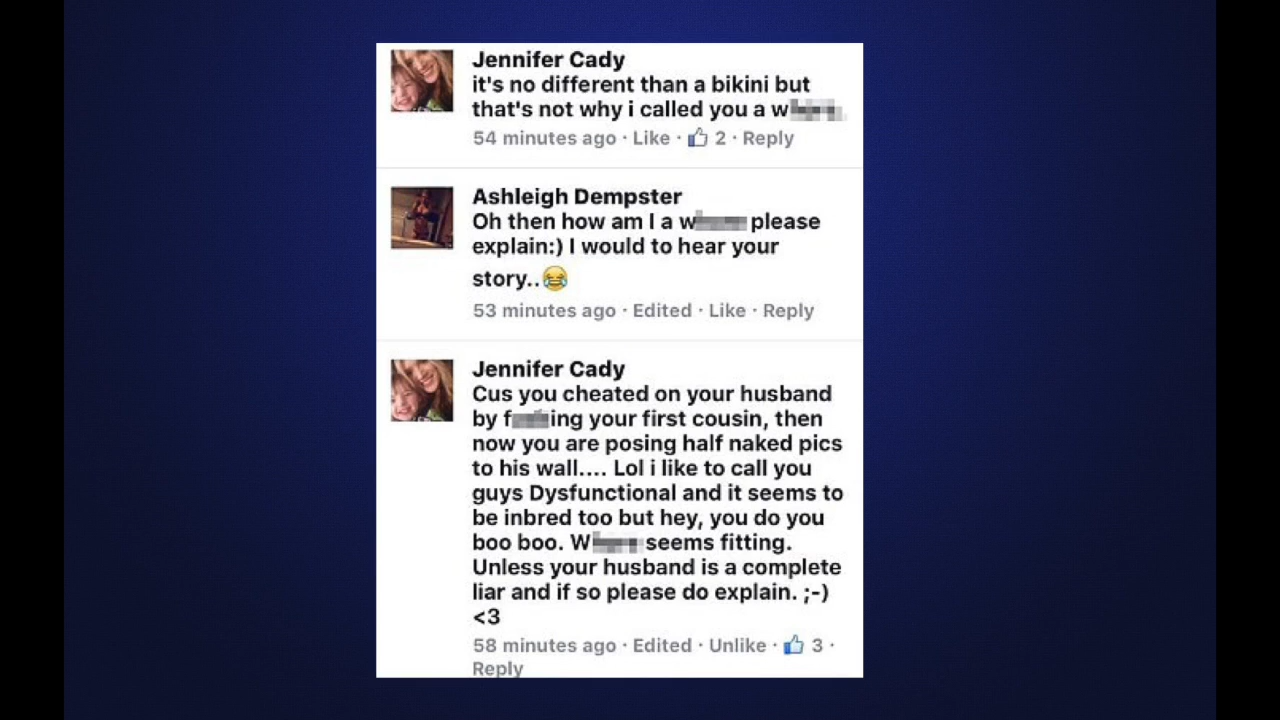 Jennifer Cady
it's no different than a bikini but
that's not why i called you a w
54 minutes ago · Like · 2 · Reply
Ashleigh Dempster
Oh then how am I a w please
explain:) I would to hear your
story..😂
53 minutes ago · Edited · Like · Reply
Jennifer Cady
Cus you cheated on your husband
by f ing your first cousin, then
now you are posing half naked pics
to his wall.... Lol i like to call you
guys Dysfunctional and it seems to
be inbred too but hey, you do you
boo boo. W seems fitting.
Unless your husband is a complete
liar and if so please do explain. ;-)
<3
58 minutes ago · Edited · Unlike · 3 ·
Reply